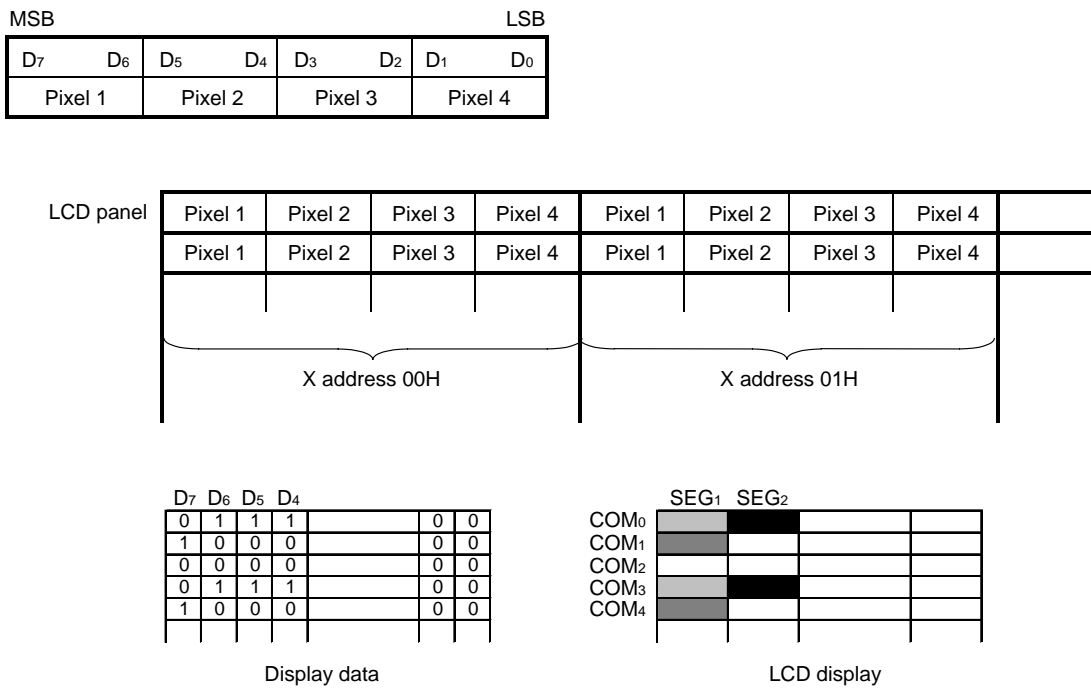 MSB LSB
D7 D6 D5 D4 D3 D2 D1 D0
Pixel 1 Pixel 2 Pixel 3 Pixel 4
LCD panel Pixel 1 Pixel 2 Pixel 3 Pixel 4 Pixel 1 Pixel 2 Pixel 3 Pixel 4
Pixel 1 Pixel 2 Pixel 3 Pixel 4 Pixel 1 Pixel 2 Pixel 3 Pixel 4
X address 00H X address 01H
D7 D6 D5 D4
0 1 1 1 0 0
1 0 0 0 0 0
0 0 0 0 0 0
0 1 1 1 0 0
1 0 0 0 0 0
Display data
SEG1 SEG2
COM0
COM1
COM2
COM3
COM4
LCD display